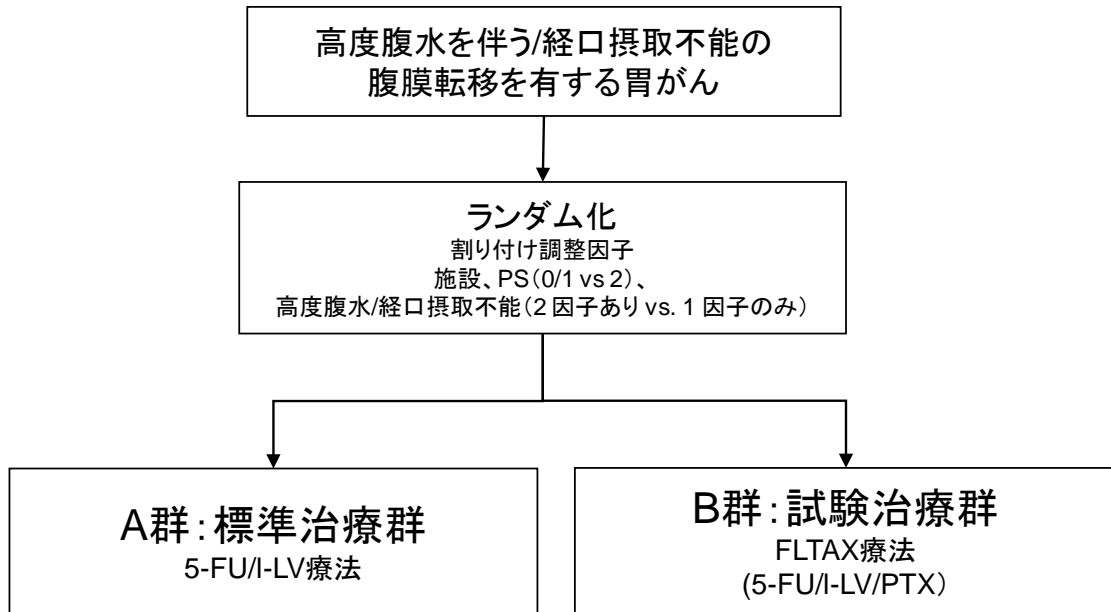 高度腹水を伴う/経口摂取不能の
腹膜転移を有する胃がん
ランダム化
割り付け調整因子
施設、PS(0/1 vs 2)、
高度腹水/経口摂取不能(2 因子あり vs. 1 因子のみ)
A群:標準治療群
5-FU/l-LV療法
B群:試験治療群
FLTAX療法
(5-FU/l-LV/PTX)